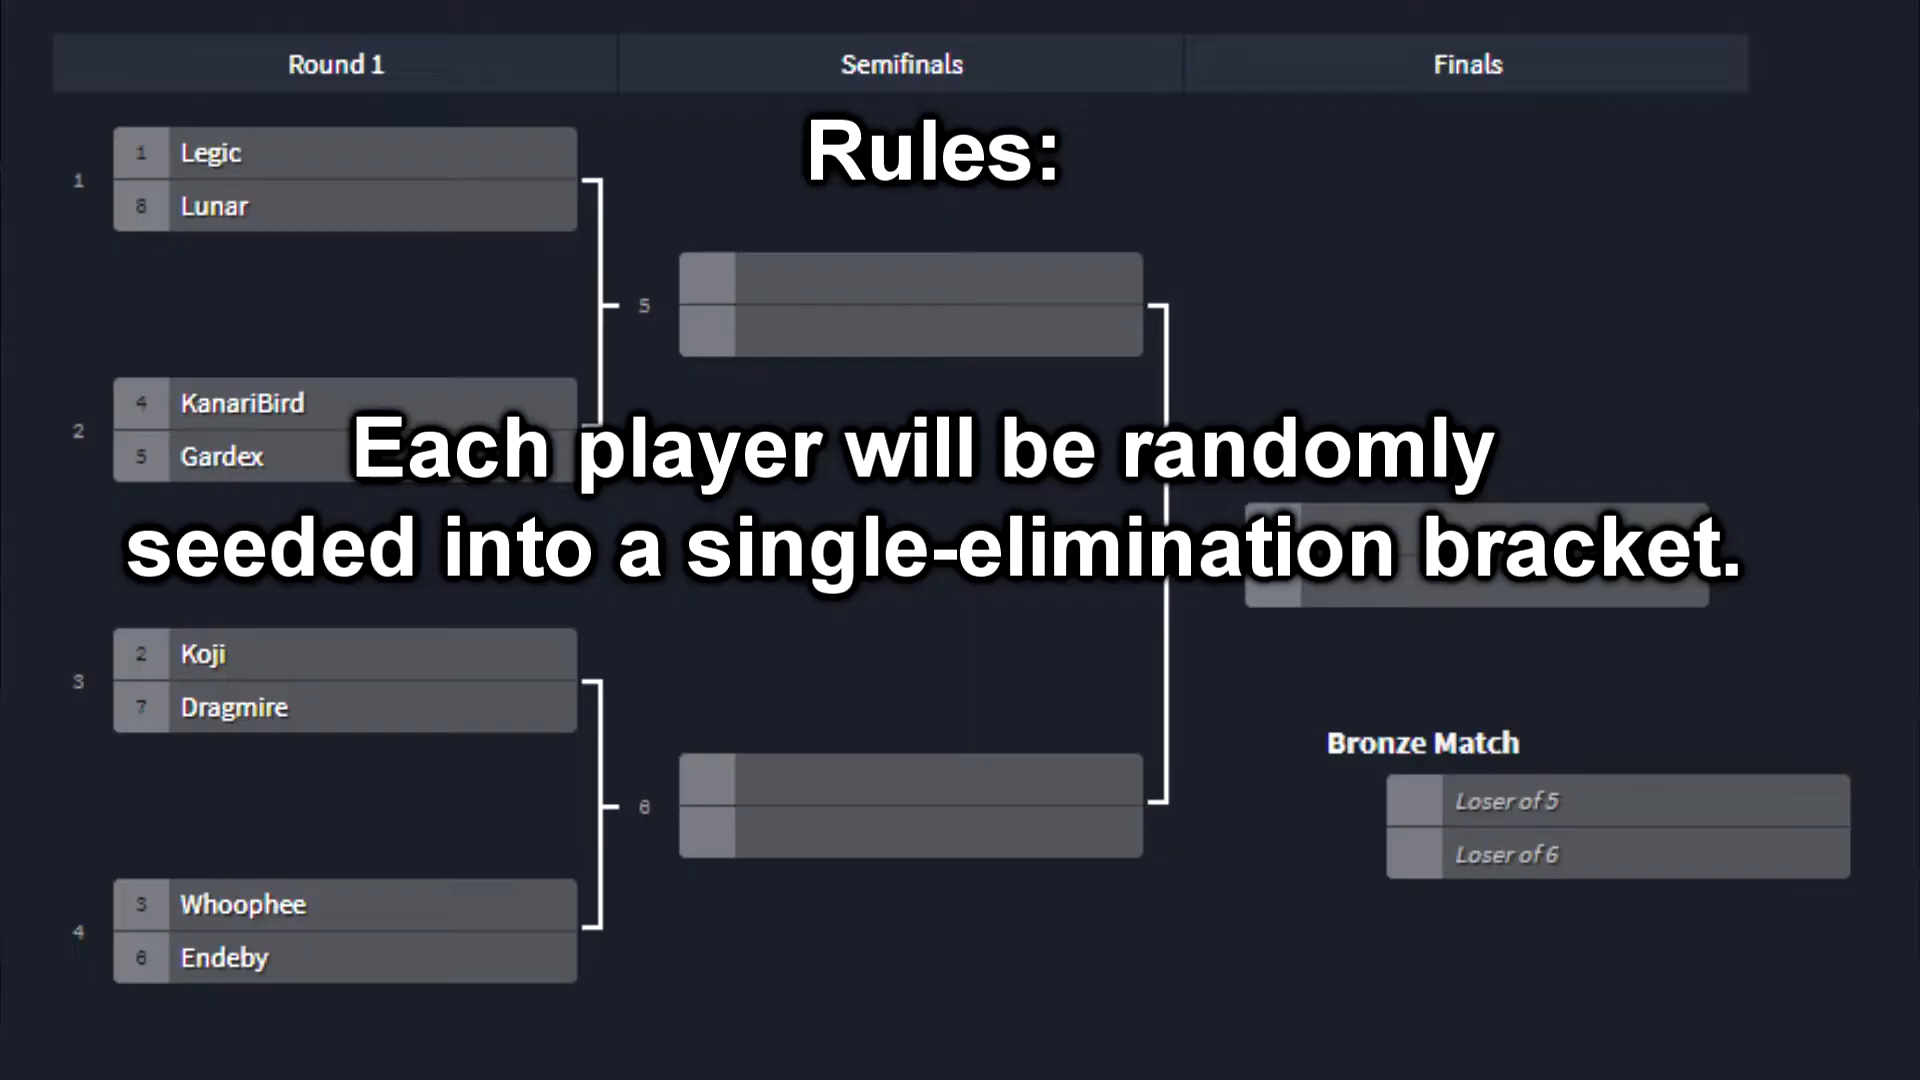 Round 1
Semifinals
Finals
Rules:
1
1 Legic
8 Lunar
5
2
4 KanariBird
5 Gardex
Each player will be randomly
seeded into a single-elimination bracket.
3
2 Koji
7 Dragmire
Bronze Match
Loser of 5
Loser of 6
6
4
3 Whoophee
6 Endeby